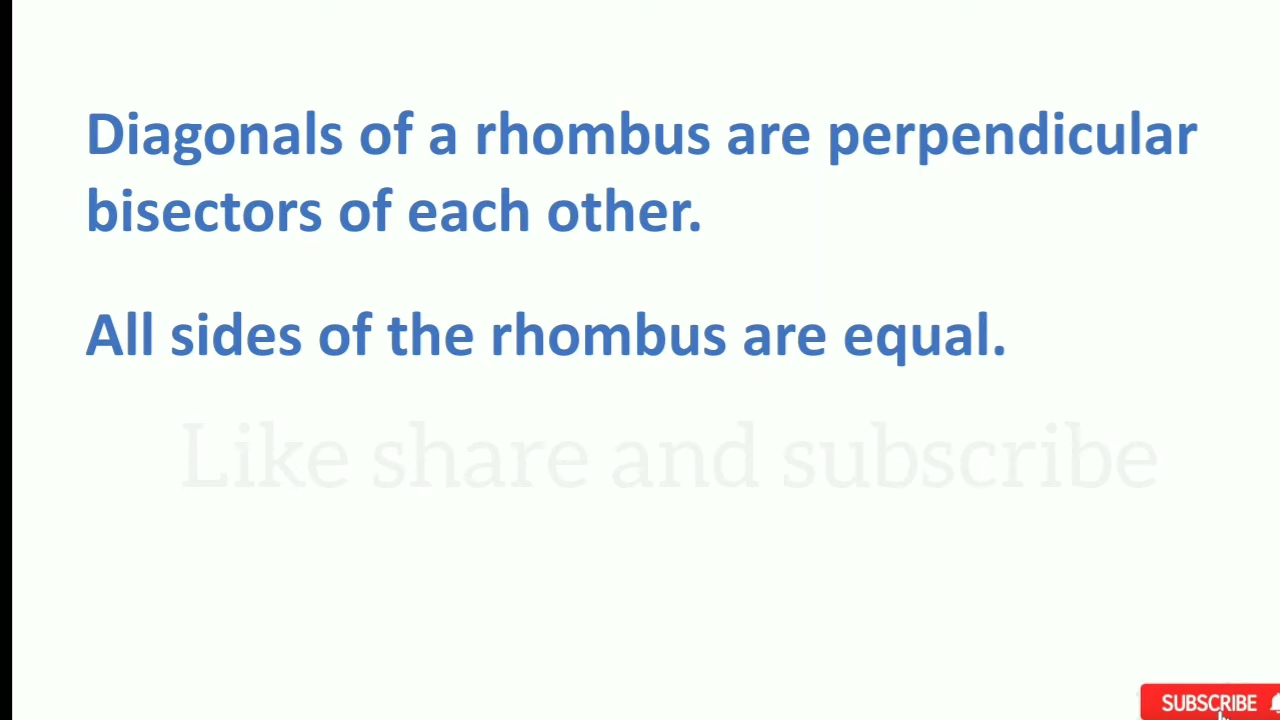 Diagonals of a rhombus are perpendicular
bisectors of each other.
All sides of the rhombus are equal.
Like share and subscribe
SUBSCRIBE